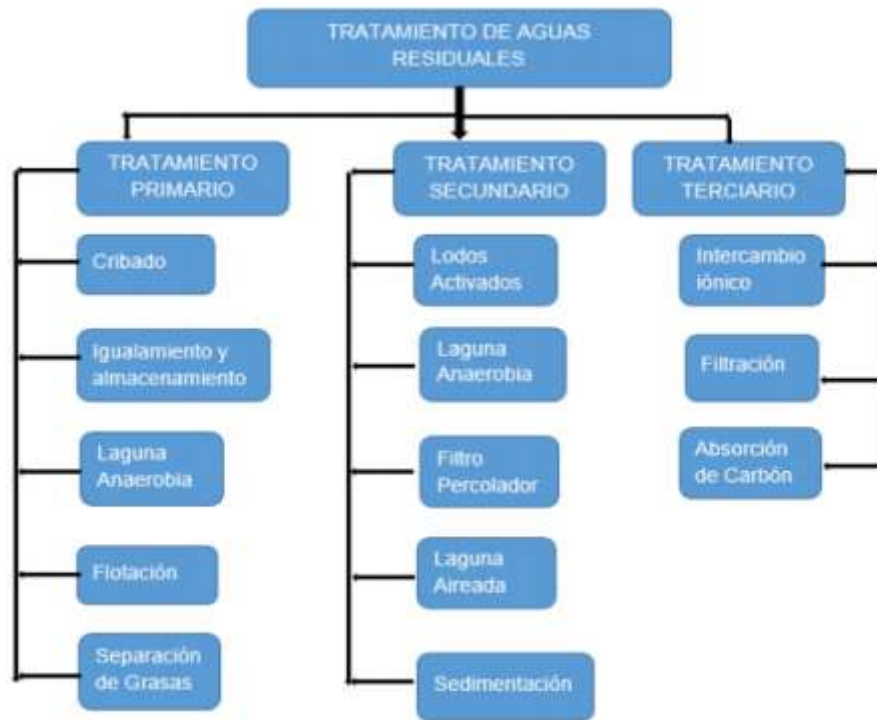 TRATAMIENTO DE AGUAS
RESIDUALES
TRATAMIENTO
PRIMARIO
Cribado
Igualamiento y
almacenamiento
Laguna
Anaerobia
Flotación
Separación
de Grasas
TRATAMIENTO
SECUNDARIO
Lodos
Activados
Laguna
Anaerobia
Filtro
Percolador
Laguna
Aireada
Sedimentación
TRATAMIENTO
TERCIARIO
Intercambio
iónico
Filtración
Absorción
de Carbón